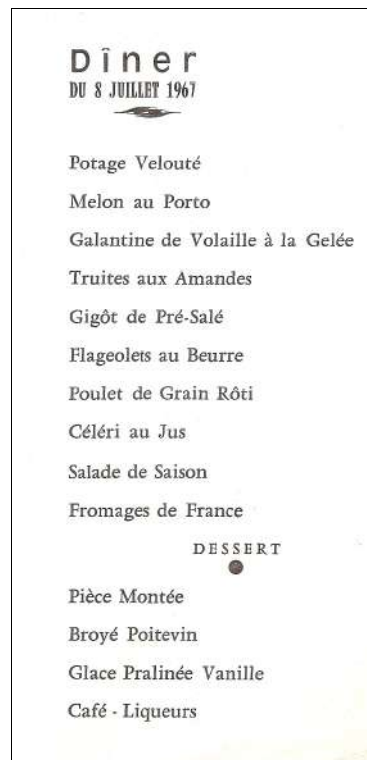 Dîner
DU 8 JUILLET 1967
Potage Velouté
Melon au Porto
Galantine de Volaille à la Gelée
Truites aux Amandes
Gigôt de Pré-Salé
Flageolets au Beurre
Poulet de Grain Rôti
Céléri au Jus
Salade de Saison
Fromages de France
DESSERT
Pièce Montée
Broyé Poitevin
Glace Pralinée Vanille
Café - Liqueurs